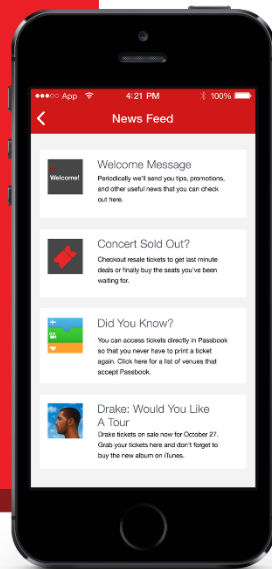 App 4:21 PM 100%
News Feed
Welcome!
Welcome Message
Periodically we'll send you tips, promotions,
and other useful news that you can check
out here.
Concert Sold Out?
Checkout resale tickets to get last minute
deals or finally buy the seats you've been
waiting for.
Did You Know?
You can access tickets directly in Passbook
so that you never have to print a ticket
again. Click here for a list of venues that
accept Passbook.
Drake: Would You Like
A Tour
Drake tickets on sale now for October 27.
Grab your tickets here and don't forget to
buy the new album on iTunes.